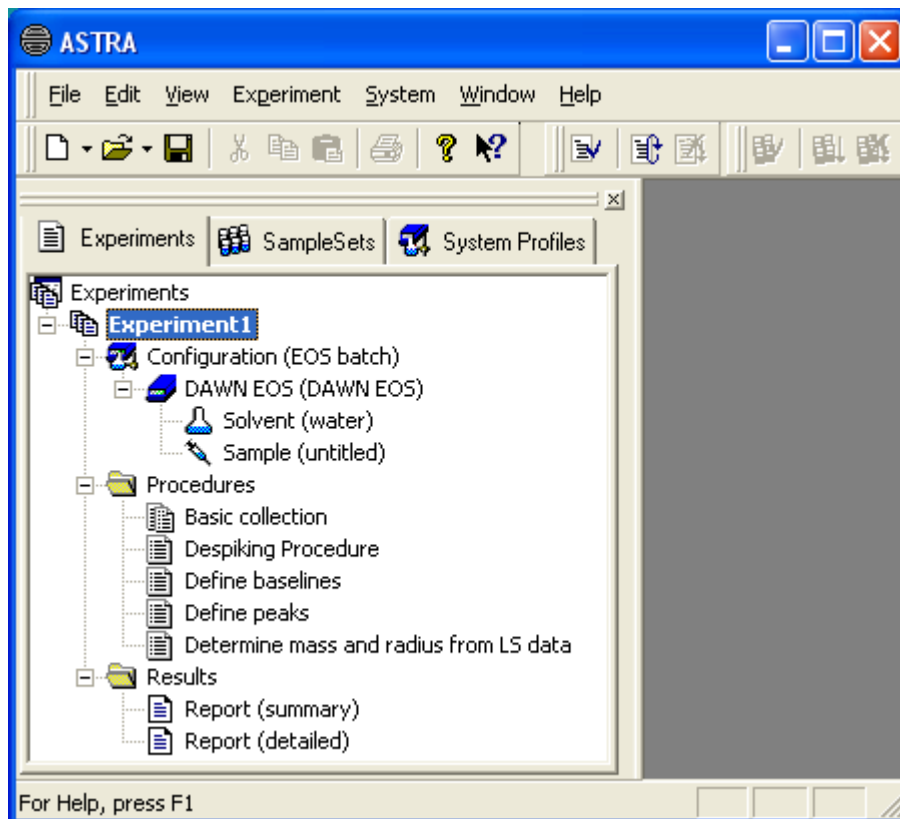 ASTRA
File Edit View Experiment System Window Help
Experiments SampleSets System Profiles
Experiments
Experiment1
Configuration (EOS batch)
DAWN EOS (DAWN EOS)
Solvent (water)
Sample (untitled)
Procedures
Basic collection
Despiking Procedure
Define baselines
Define peaks
Determine mass and radius from LS data
Results
Report (summary)
Report (detailed)
For Help, press F1